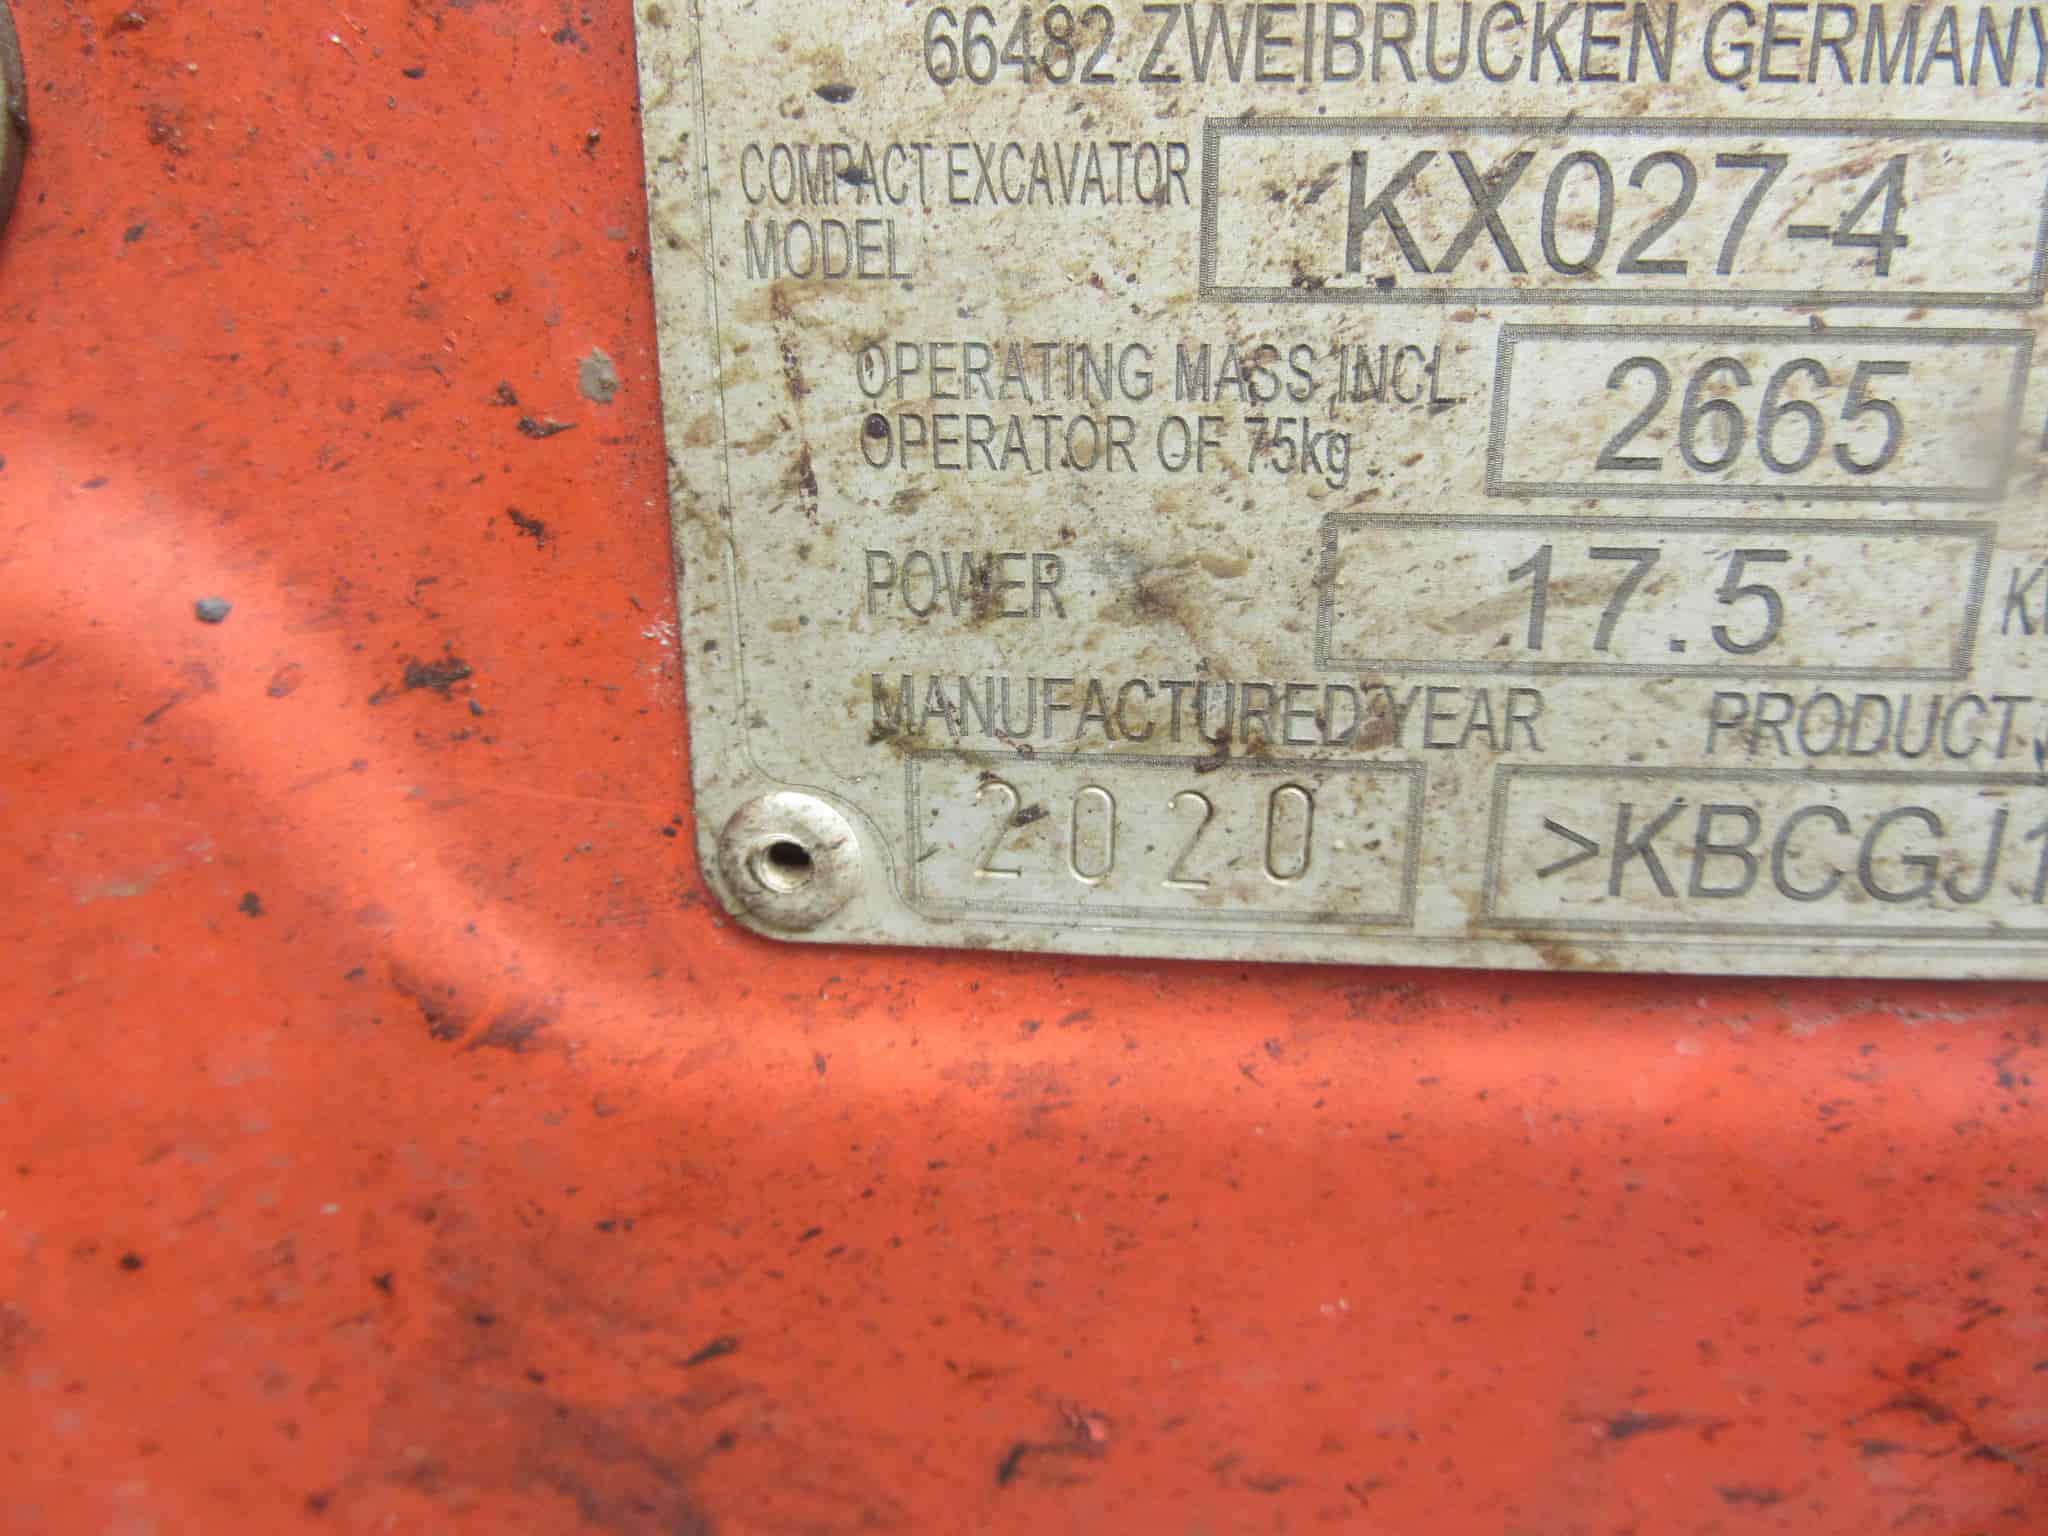 66482 ZWEIBRUCKEN GERMANY
COMPACT EXCAVATOR
MODEL
KX027-4
OPERATING MASS INCL.
OPERATOR OF 75kg
2665
POWER
17.5
MANUFACTURED YEAR
PRODUCT
2020
>KBCGJ1